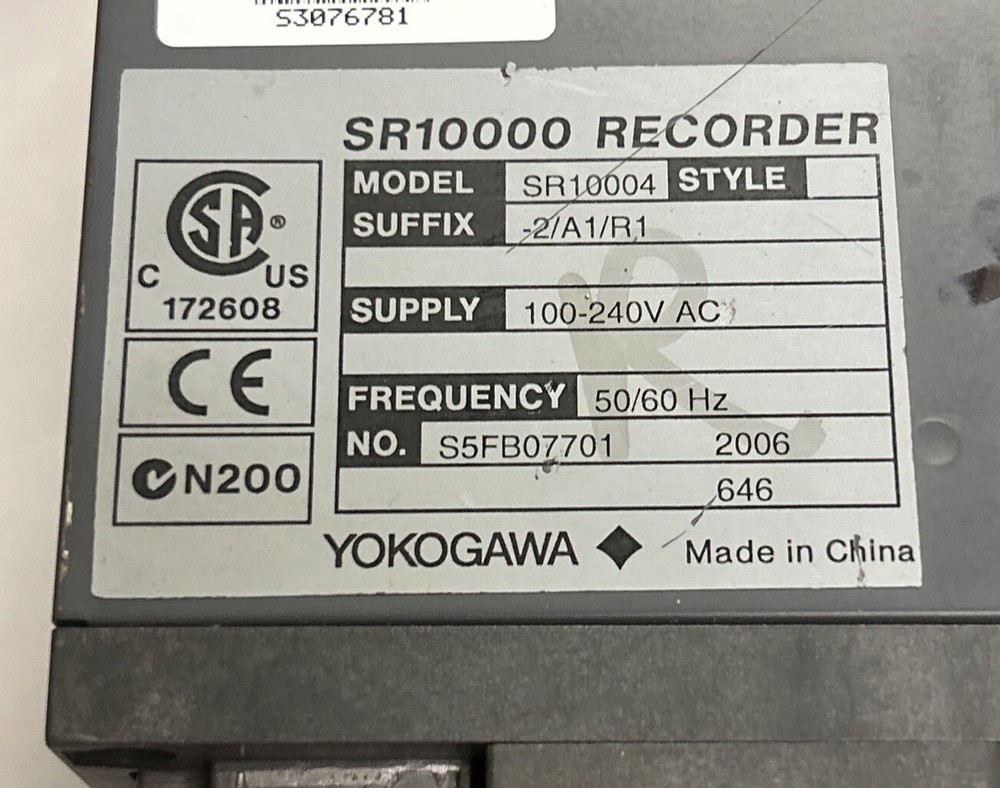 S3076781
SR10000 RECORDER
MODEL SR10004 STYLE
SUFFIX -2/A1/R1
SUPPLY 100-240V AC
FREQUENCY 50/60 Hz
NO. S5FB07701 2006
646
SA ®
C US
172608
CE
N200
YOKOGAWA ◆ Made in China